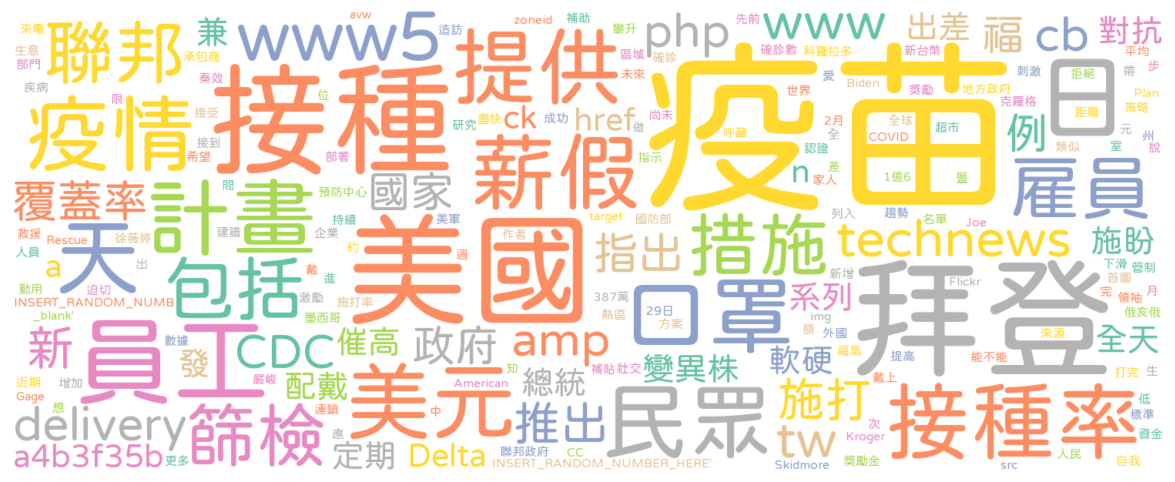 來電
avw
造訪
zoneid
補助
攀升
先前
www
出差
福
cb
對抗
生意
部門
聯邦
承包商
兼
www5
提供
php
確診
區域
確診數
科羅拉多
新台幣
刺激
日
拒絕
帶
平均
步
疾病
奏效
未來
世界
愛
Biden
獎勵
地方政府
克羅格
距離
Plan
策略
疫情
限
接受
接到
希望
接種
位
部署
研究
盡快
ck
成功
href
做
尚未
指示
薪假
疫苗
呼籲
2月
全
認證
家人
差
全球
COVID
超市
1億6
暨
n
例
元
類似
州
室
說
覆蓋率
計畫
問
預防中心
國家
雇員
救援
Rescue
人員
徐薇婷
建議
持續
企業
美軍
作者
target
國防部
列入
趨勢
名單
Joe
天
出
約
美國
週
指出
措施
technews
施盼
a
動用
迫切
包括
戴
進
激勵
施打率
387萬
熱區
口罩
29日
方案
新增
系列
img
額
外國
拜登
Flickr
下滑
管制
首圖
完
領袖
月
俄亥俄
INSERT_RANDOM_NUMB
_blank'
墨西哥
新
員工
數據
發
CDC
催高
政府
amp
變異株
軟硬
福氣
提高
能不能
來源
全天
近期
增加
Gage
想
嚴峻
配戴
連鎖
美元
American
知
總統
補貼
社交
施打
戴上
打完
生
低
標準
資金
delivery
篩檢
應
中
推出
民眾
tw
次
Kroger
接種率
a4b3f35b
更多
定期
Delta
聯邦政府
CC
INSERT_RANDOM_NUMBER_HERE'
Skidmore
獎勵金
src
人民
自我